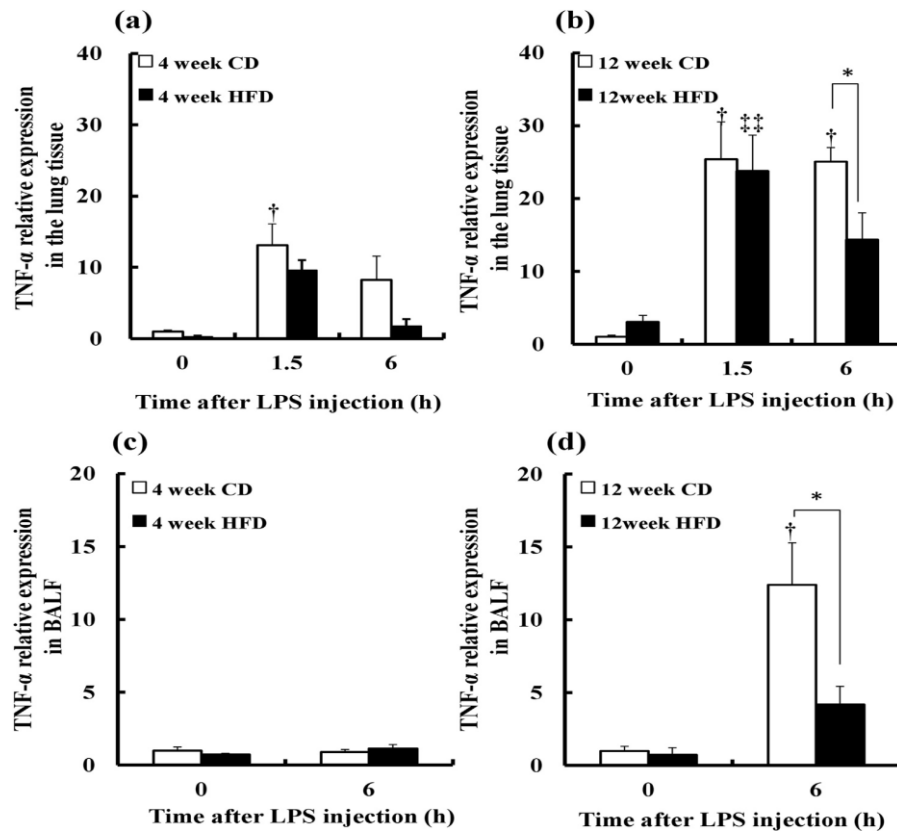 (a)
4 week CD
4 week HFD
TNF-α relative expression
in the lung tissue
40
30
20
10
0
†
0 1.5 6
Time after LPS injection (h)
(b)
12 week CD
12week HFD
TNF-α relative expression
in the lung tissue
40
30
20
10
0
† ‡‡ † *
0 1.5 6
Time after LPS injection (h)
(c)
4 week CD
4 week HFD
TNF-α relative expression
in BALF
20
15
10
5
0
0 6
Time after LPS injection (h)
(d)
12 week CD
12week HFD
TNF-α relative expression
in BALF
20
15
10
5
0
† *
0 6
Time after LPS injection (h)